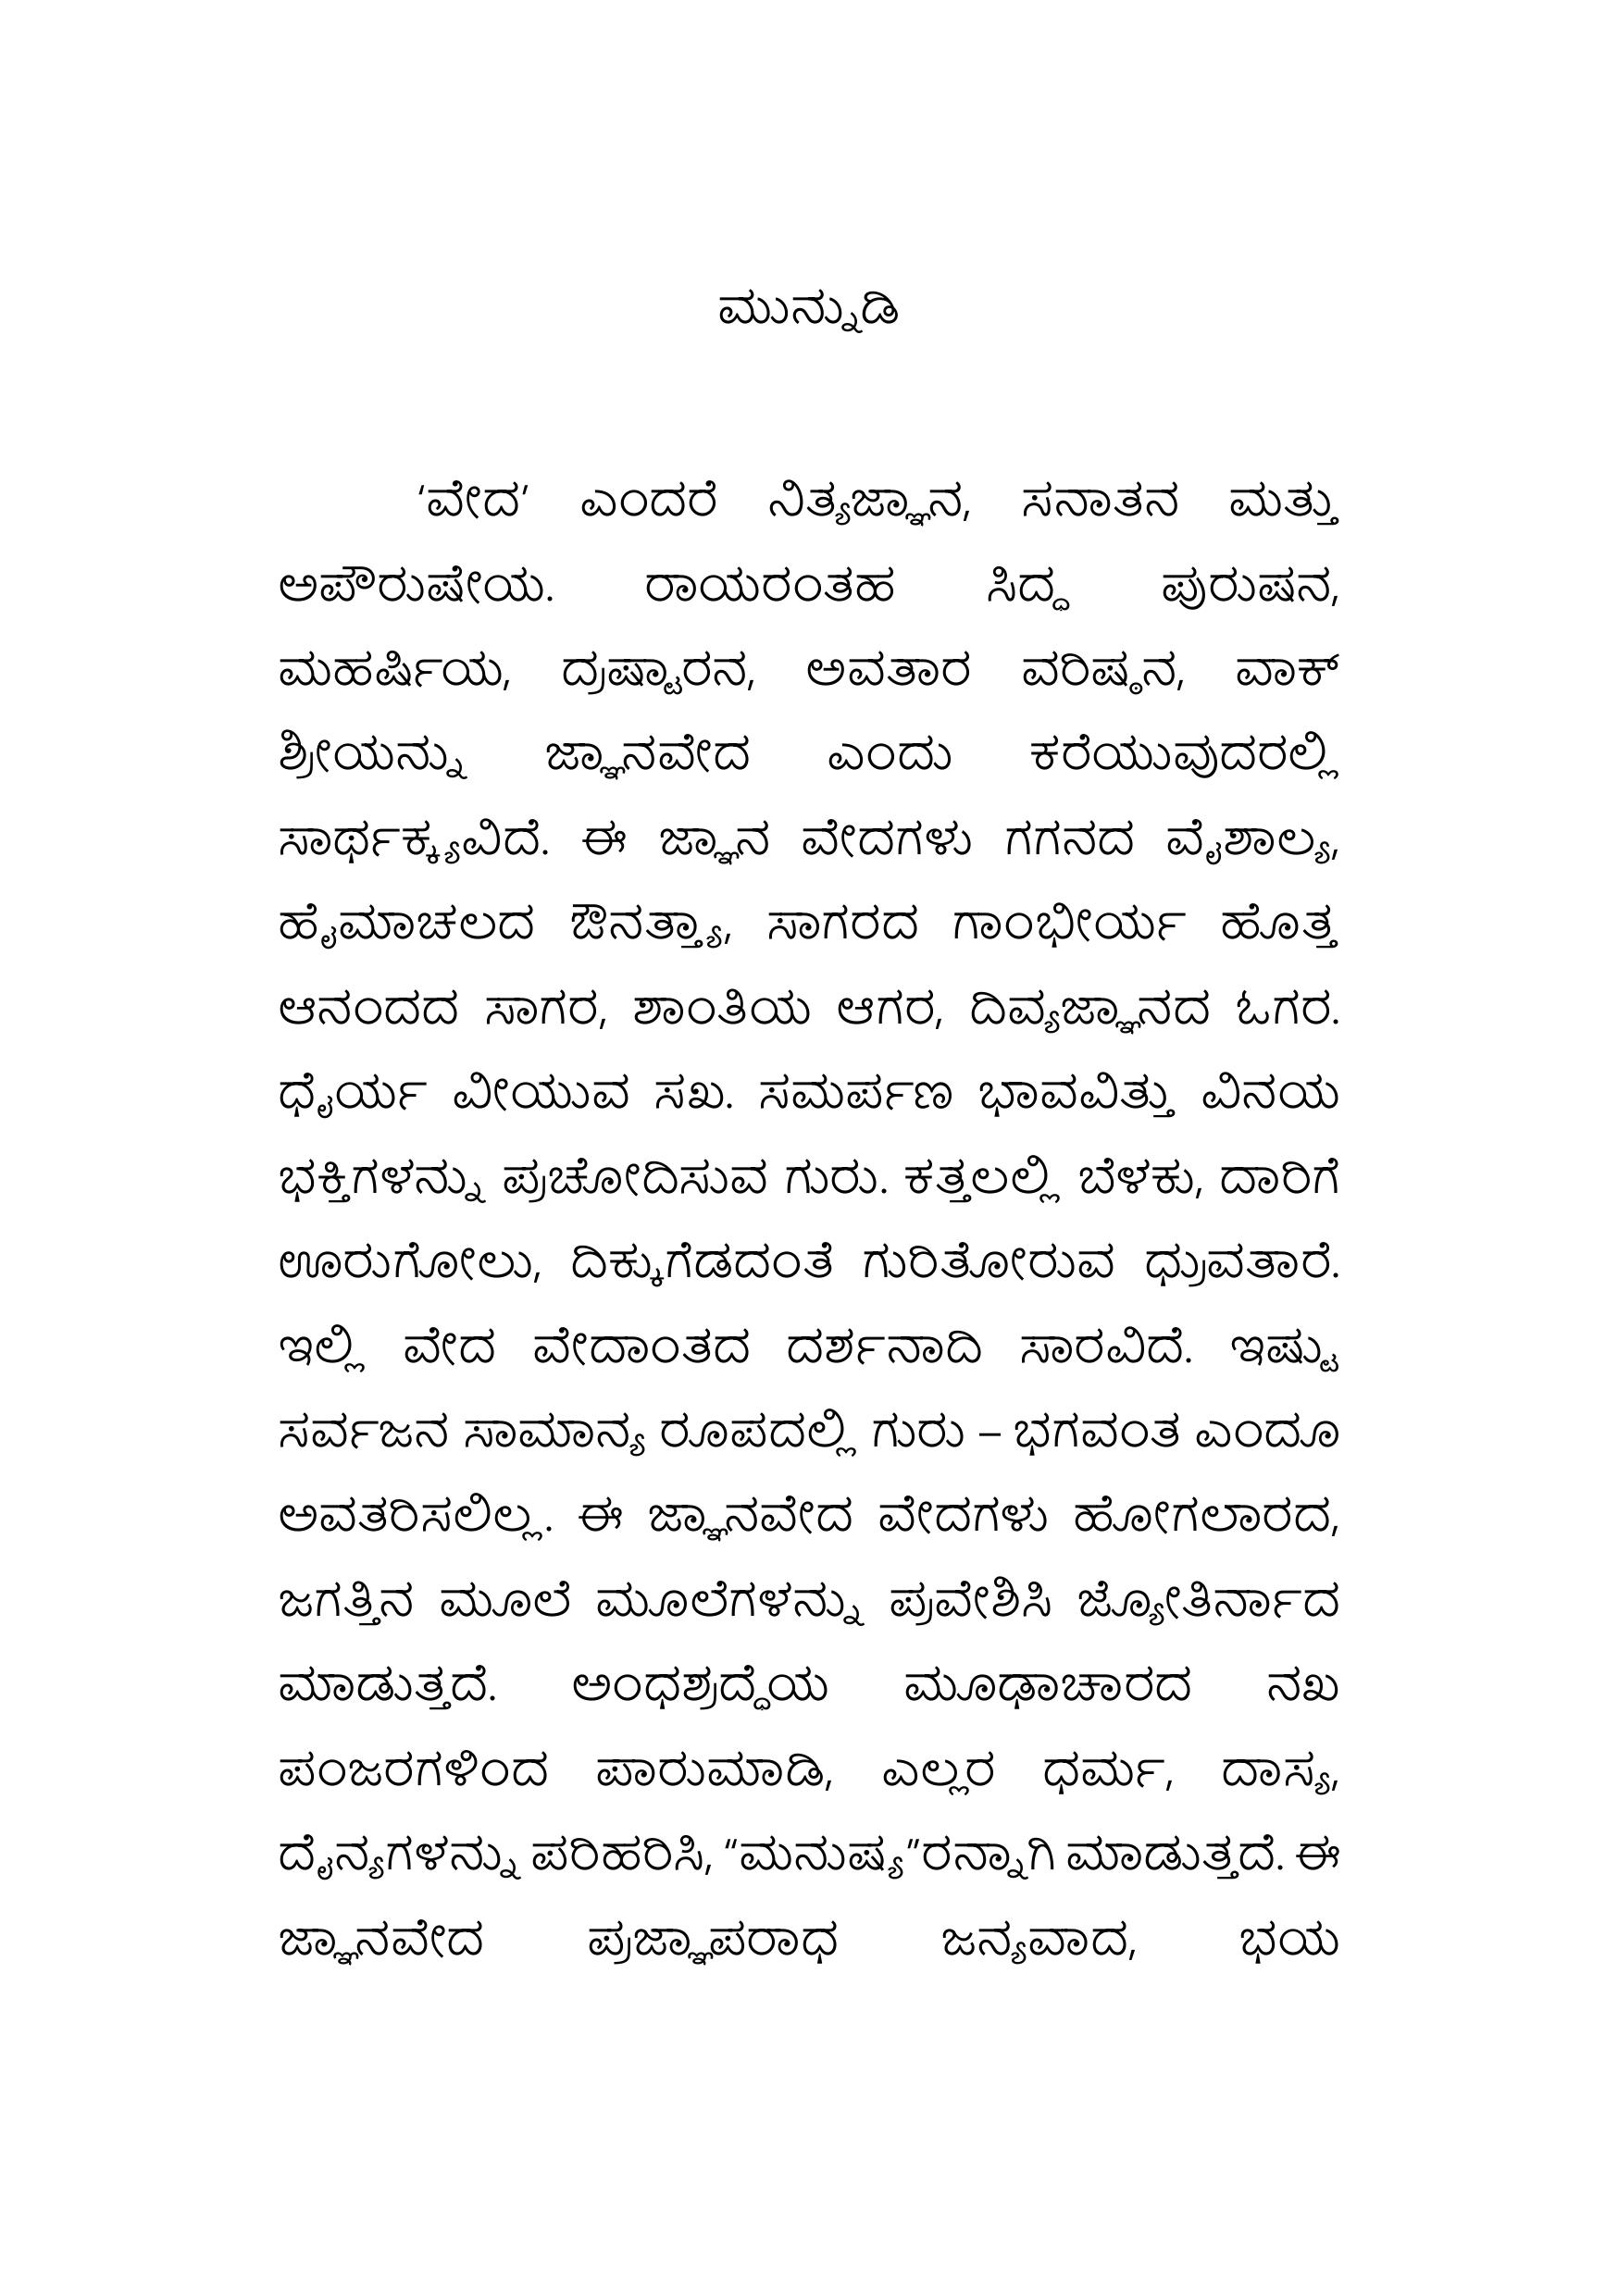 ಮುನ್ನುಡಿ
‘ವೇದ’ ಎಂದರೆ ನಿತ್ಯಜ್ಞಾನ, ಸನಾತನ ಮತ್ತು
ಅಪೌರುಷೇಯ. ರಾಯರಂತಹ ಸಿದ್ಧ ಪುರುಷನ,
ಮಹರ್ಷಿಯ, ದ್ರಷ್ಟಾರನ, ಅವತಾರ ವರಿಷ್ಠನ, ವಾಕ್
ಶ್ರೀಯನ್ನು ಜ್ಞಾನವೇದ ಎಂದು ಕರೆಯುವುದರಲ್ಲಿ
ಸಾರ್ಥಕ್ಕ್ಯವಿದೆ. ಈ ಜ್ಞಾನ ವೇದಗಳು ಗಗನದ ವೈಶಾಲ್ಯ,
ಹೈಮಾಚಲದ ಔನತ್ತ್ಯಾ, ಸಾಗರದ ಗಾಂಭೀರ್ಯ ಹೊತ್ತ
ಆನಂದದ ಸಾಗರ, ಶಾಂತಿಯ ಆಗರ, ದಿವ್ಯಜ್ಞಾನದ ಓಗರ.
ಧೈರ್ಯ ವೀಯುವ ಸಖ. ಸಮರ್ಪಣ ಭಾವವಿತ್ತು ವಿನಯ
ಭಕ್ತಿಗಳನ್ನು ಪ್ರಚೋದಿಸುವ ಗುರು. ಕತ್ತಲಲ್ಲಿ ಬೆಳಕು, ದಾರಿಗೆ
ಊರುಗೋಲು, ದಿಕ್ಕುಗೆಡದಂತೆ ಗುರಿತೋರುವ ಧ್ರುವತಾರೆ.
ಇಲ್ಲಿ ವೇದ ವೇದಾಂತದ ದರ್ಶನಾದಿ ಸಾರವಿದೆ. ಇಷ್ಟು
ಸರ್ವಜನ ಸಾಮಾನ್ಯ ರೂಪದಲ್ಲಿ ಗುರು – ಭಗವಂತ ಎಂದೂ
ಅವತರಿಸಲಿಲ್ಲ. ಈ ಜ್ಞಾನವೇದ ವೇದಗಳು ಹೋಗಲಾರದ,
ಜಗತ್ತಿನ ಮೂಲೆ ಮೂಲೆಗಳನ್ನು ಪ್ರವೇಶಿಸಿ ಜ್ಯೋತಿರ್ನಾದ
ಮಾಡುತ್ತದೆ. ಅಂಧಶ್ರದ್ಧೆಯ ಮೂಢಾಚಾರದ ನಖ
ಪಂಜರಗಳಿಂದ ಪಾರುಮಾಡಿ, ಎಲ್ಲರ ಧರ್ಮ, ದಾಸ್ಯ,
ದೈನ್ಯಗಳನ್ನು ಪರಿಹರಿಸಿ, “ಮನುಷ್ಯ”ರನ್ನಾಗಿ ಮಾಡುತ್ತದೆ. ಈ
ಜ್ಞಾನವೇದ ಪ್ರಜ್ಞಾಪರಾಧ ಜನ್ಯವಾದ, ಭಯ